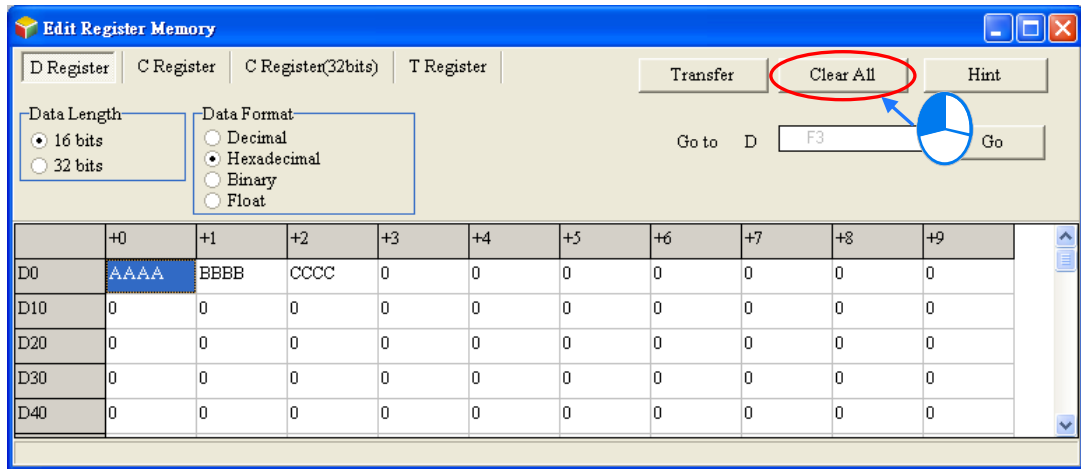 Edit Register Memory
D Register C Register C Register(32bits) T Register
Transfer Clear All Hint
Data Length Data Format
16 bits Decimal
32 bits Hexadecimal
Binary
Float
Go to D F3 Go
+0 +1 +2 +3 +4 +5 +6 +7 +8 +9
D0 AAAA BBBB CCCC 0 0 0 0 0 0 0
D10 0 0 0 0 0 0 0 0 0 0
D20 0 0 0 0 0 0 0 0 0 0
D30 0 0 0 0 0 0 0 0 0 0
D40 0 0 0 0 0 0 0 0 0 0